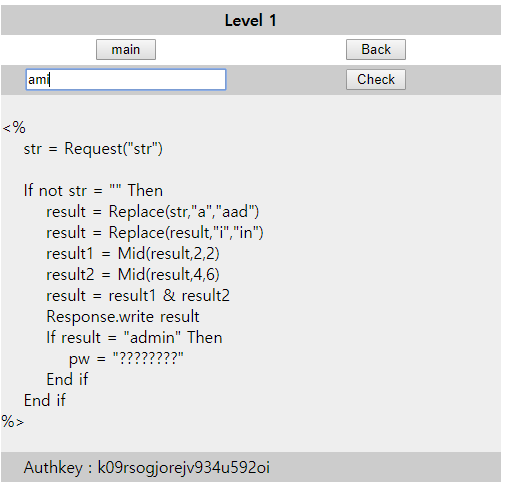 Level 1
main Back
ami Check
<%
str = Request("str")
If not str = "" Then
result = Replace(str,"a","aad")
result = Replace(result,"i","in")
result1 = Mid(result,2,2)
result2 = Mid(result,4,6)
result = result1 & result2
Response.write result
If result = "admin" Then
pw = "????????"
End if
End if
%>
Authkey : k09rsogjorejv934u592oi